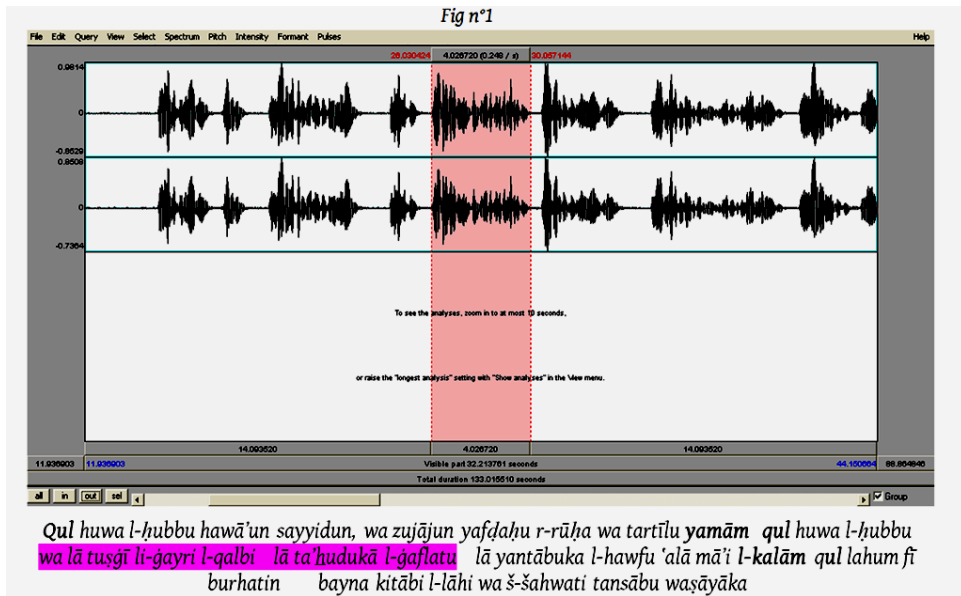 Fig n°1
File Edit Query View Select Spectrum Pitch Intensity Formant Pulses Help
26.030424 4.026720 (0.248 / s) 30.057144
0.9814
0
-0.8529
0.8508
0
-0.7364
To see the analyses, zoom in to at most 10 seconds,
or raise the "longest analysis" setting with "Show analyses" in the View menu.
14.093520 4.026720 14.093520
11.936903 11.936903 Visible part 32.213761 seconds 44.150664 88.864846
Total duration 133.015510 seconds
all in out sel Group
Qul huwa l-ḥubbu hawā’un sayyidun, wa zujājun yafḍaḥu r-rūḥa wa tartīlu yamām qul huwa l-ḥubbu
wa lā tuṣġī li-ġayri l-qalbi lā ta’ḫudukā l-ġaflatu lā yantābuka l-hawfu ‘alā mā’i l-kalām qul lahum fī
burhatin bayna kitābi l-lāhi wa š-šahwati tansābu waṣāyāka